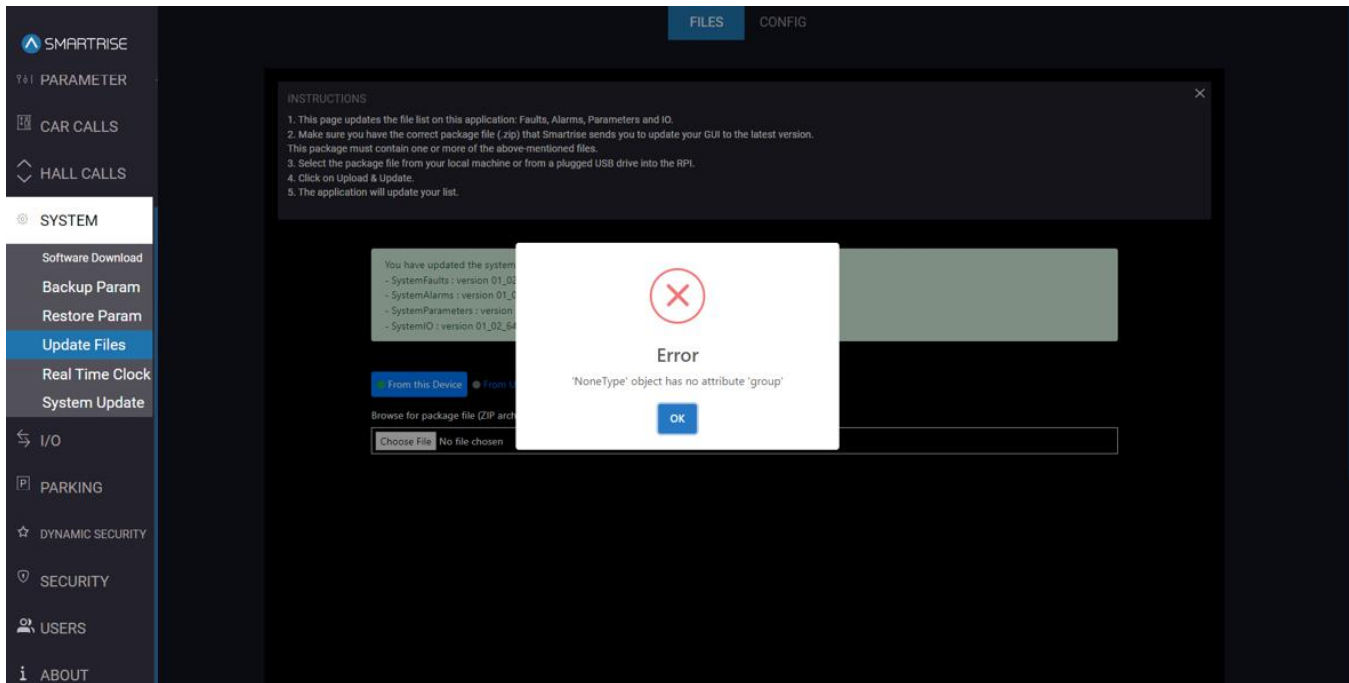 FILES CONFIG
SMARTRISE
PARAMETER
CAR CALLS
HALL CALLS
SYSTEM
Software Download
Backup Param
Restore Param
Update Files
Real Time Clock
System Update
I/O
PARKING
DYNAMIC SECURITY
SECURITY
USERS
ABOUT
INSTRUCTIONS
1. This page updates the file list on this application: Faults, Alarms, Parameters and IO.
2. Make sure you have the correct package file (.zip) that Smartrise sends you to update your GUI to the latest version.
This package must contain one or more of the above-mentioned files.
3. Select the package file from your local machine or from a plugged USB drive into the RPI.
4. Click on Upload & Update.
5. The application will update your list.
You have updated the system
- SystemFaults : version 01_02
- SystemAlarms : version 01_
- SystemParameters : version
- SystemIO : version 01_02_64
From this Device From
Browse for package file (ZIP arch
Choose File No file chosen
Error
'NoneType' object has no attribute 'group'
OK